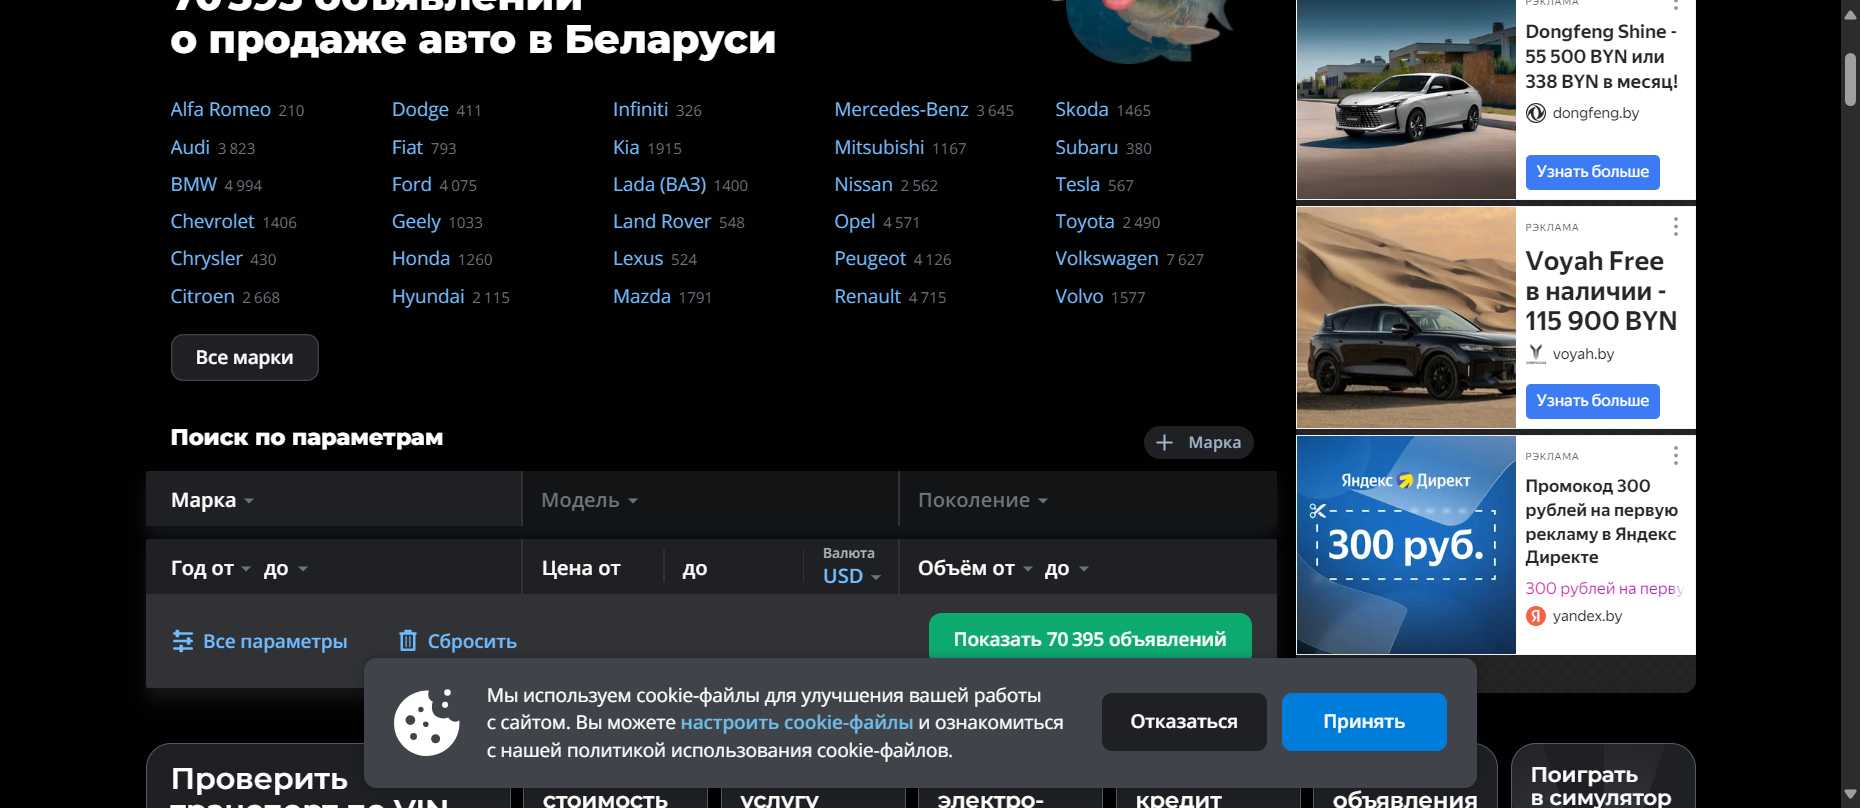 70 395 объявлений
о продаже авто в Беларуси
Alfa Romeo 210
Audi 3 823
BMW 4 994
Chevrolet 1406
Chrysler 430
Citroen 2 668
Dodge 411
Fiat 793
Ford 4 075
Geely 1033
Honda 1260
Hyundai 2 115
Infiniti 326
Kia 1915
Lada (ВАЗ) 1400
Land Rover 548
Lexus 524
Mazda 1791
Mercedes-Benz 3 645
Mitsubishi 1167
Nissan 2 562
Opel 4 571
Peugeot 4 126
Renault 4 715
Skoda 1465
Subaru 380
Tesla 567
Toyota 2 490
Volkswagen 7 627
Volvo 1577
Все марки
Поиск по параметрам
Марка
Марка
Модель
Поколение
Год от
до
Цена от
до
Валюта
USD
Объём от
до
Все параметры
Сбросить
Показать 70 395 объявлений
РЭКЛАМА
Dongfeng Shine -
55 500 BYN или
338 BYN в месяц!
dongfeng.by
Узнать больше
РЭКЛАМА
Voyah Free
в наличии -
115 900 BYN
voyah.by
Узнать больше
Яндекс Директ
300 руб.
РЭКЛАМА
Промокод 300
рублей на первую
рекламу в Яндекс
Директе
300 рублей на перву
Я yandex.by
Мы используем cookie-файлы для улучшения вашей работы
с сайтом. Вы можете настроить cookie-файлы и ознакомиться
с нашей политикой использования cookie-файлов.
Отказаться
Принять
Проверить
транспорт по VIN
стоимость
услугу
электро-
кредит
объявления
Поиграть
в симулятор